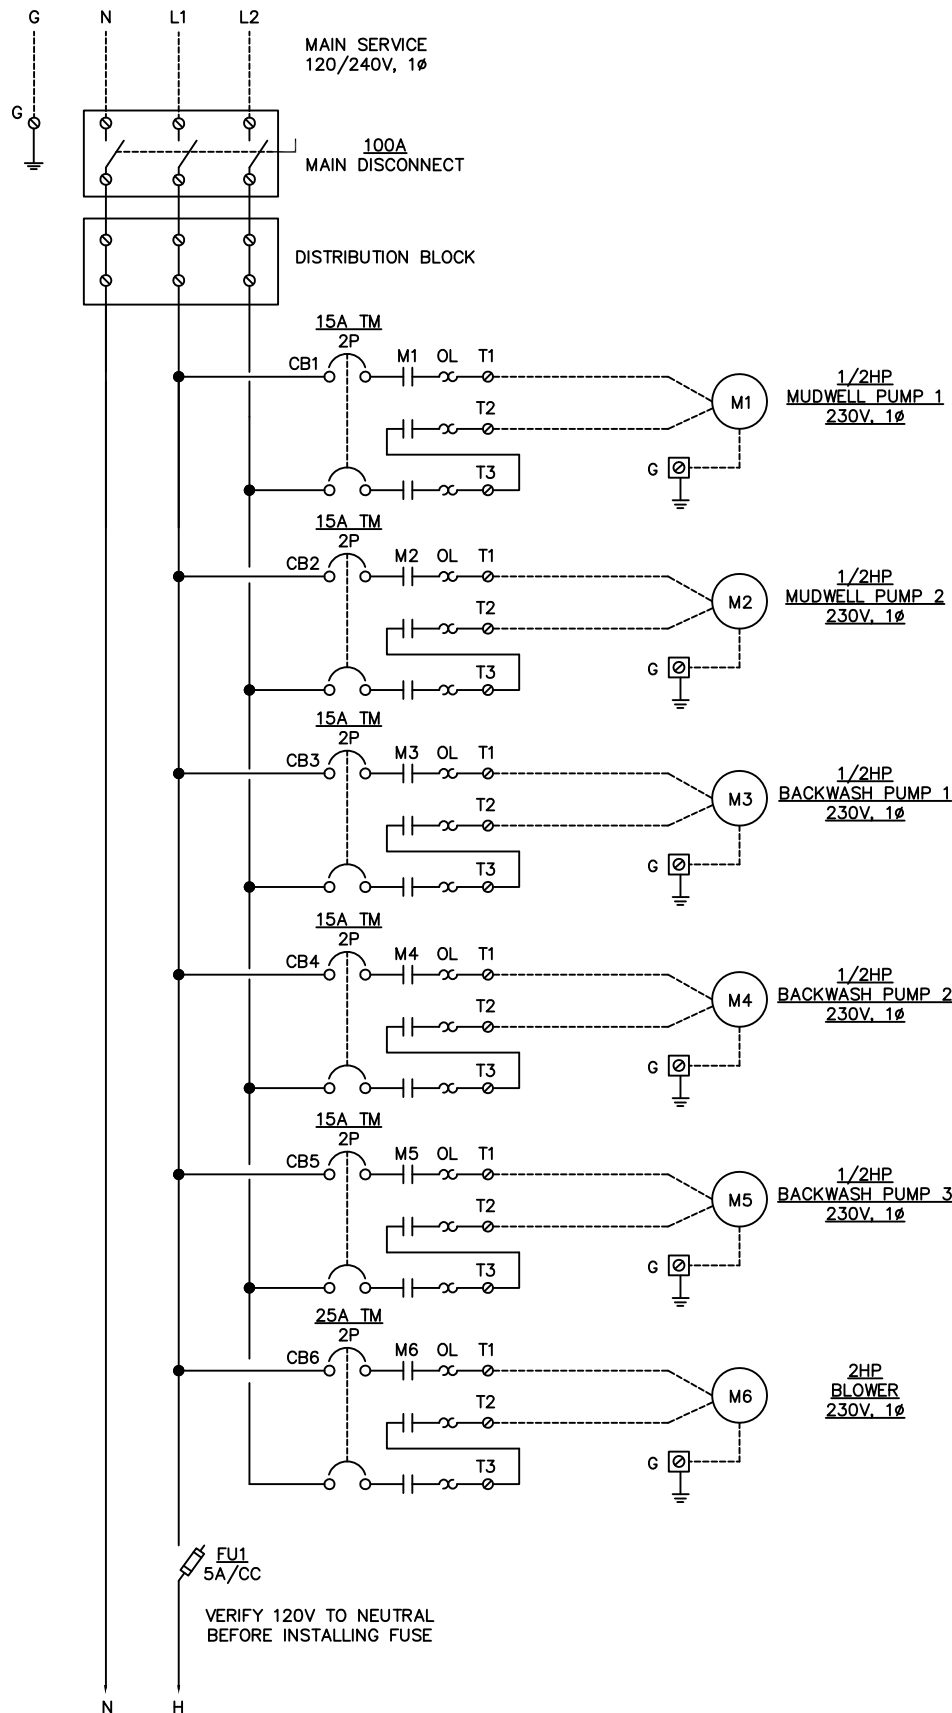 G N L1 L2
MAIN SERVICE
120/240V, 1ø
G
100A
MAIN DISCONNECT
DISTRIBUTION BLOCK
15A TM
2P
CB1 M1 OL T1
T2
T3
M1
G
1/2HP
MUDWELL PUMP 1
230V, 1ø
15A TM
2P
CB2 M2 OL T1
T2
T3
M2
G
1/2HP
MUDWELL PUMP 2
230V, 1ø
15A TM
2P
CB3 M3 OL T1
T2
T3
M3
G
1/2HP
BACKWASH PUMP 1
230V, 1ø
15A TM
2P
CB4 M4 OL T1
T2
T3
M4
G
1/2HP
BACKWASH PUMP 2
230V, 1ø
15A TM
2P
CB5 M5 OL T1
T2
T3
M5
G
1/2HP
BACKWASH PUMP 3
230V, 1ø
25A TM
2P
CB6 M6 OL T1
T2
T3
M6
G
2HP
BLOWER
230V, 1ø
FU1
5A/CC
VERIFY 120V TO NEUTRAL
BEFORE INSTALLING FUSE
N H